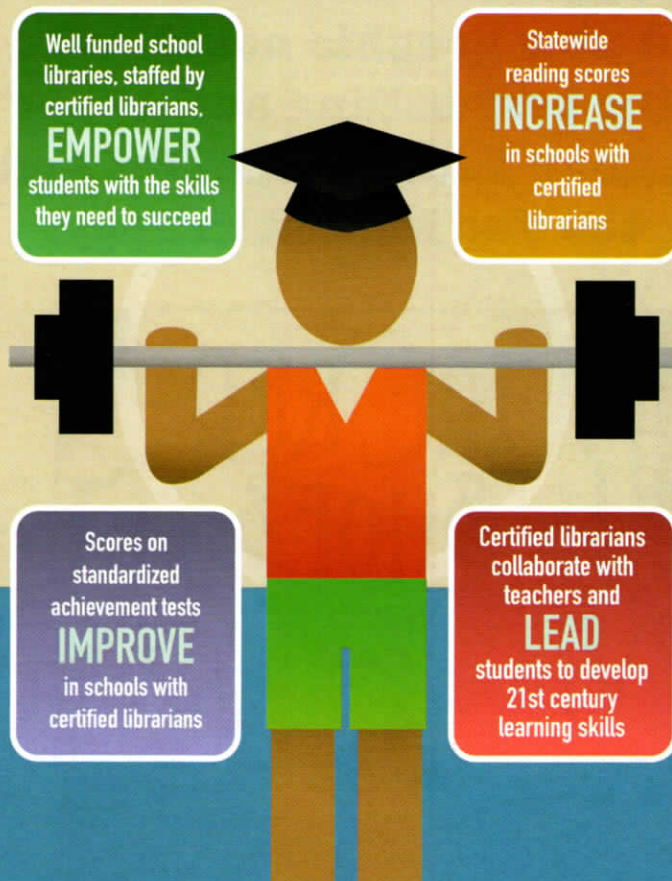 Well funded school
libraries, staffed by
certified librarians,
EMPOWER
students with the skills
they need to succeed
Statewide
reading scores
INCREASE
in schools with
certified
librarians
Scores on
standardized
achievement tests
IMPROVE
in schools with
certified librarians
Certified librarians
collaborate with
teachers and
LEAD
students to develop
21st century
learning skills